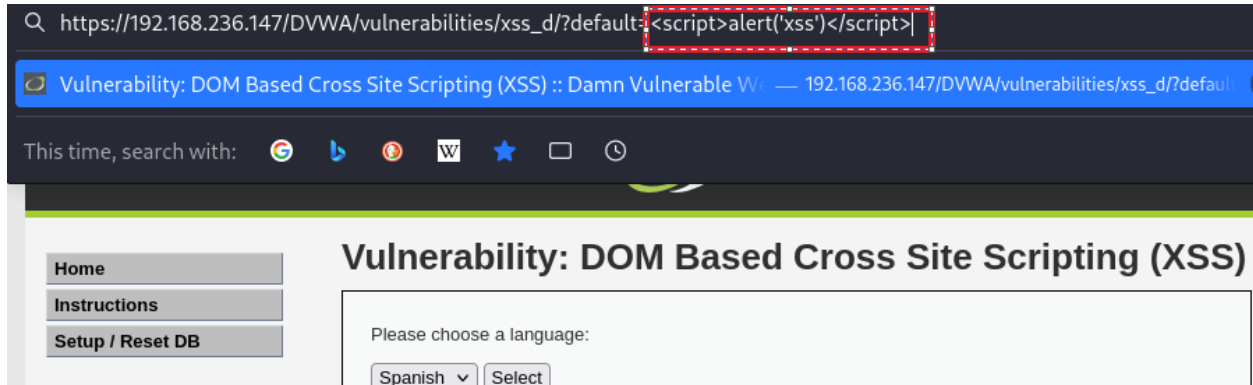 https://192.168.236.147/DVWA/vulnerabilities/xss_d/?default=<script>alert('xss')</script>
Vulnerability: DOM Based Cross Site Scripting (XSS) :: Damn Vulnerable — 192.168.236.147/DVWA/vulnerabilities/xss_d/?defaul
This time, search with: G W
Vulnerability: DOM Based Cross Site Scripting (XSS)
Home
Instructions
Setup / Reset DB
Please choose a language:
Spanish Select